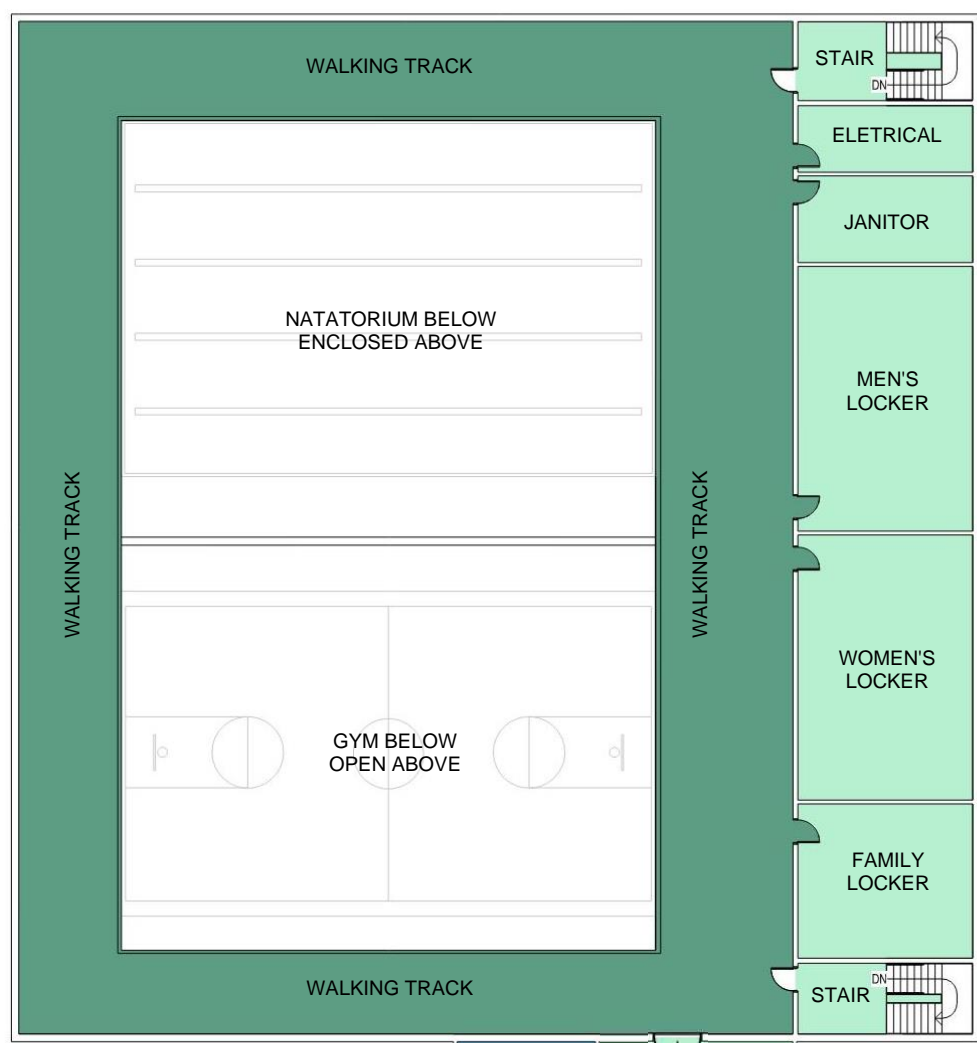 WALKING TRACK
STAIR
DN
ELETRICAL
JANITOR
NATATORIUM BELOW
ENCLOSED ABOVE
MEN'S
LOCKER
WALKING TRACK
WALKING TRACK
WOMEN'S
LOCKER
GYM BELOW
OPEN ABOVE
FAMILY
LOCKER
WALKING TRACK
DN
STAIR